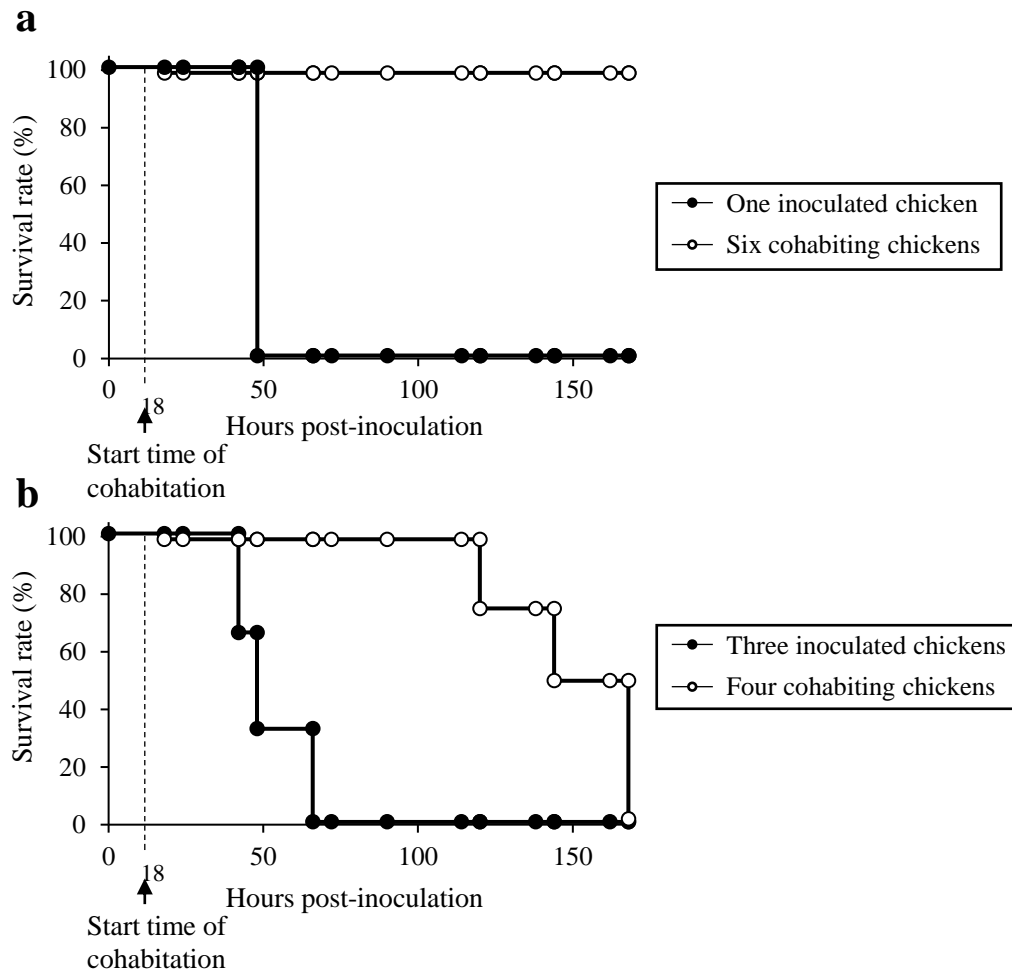 a
100
80
60
40
20
0
Survival rate (%)
0
50
100
150
18
Hours post-inoculation
Start time of
cohabitation
One inoculated chicken
Six cohabiting chickens
b
100
80
60
40
20
0
Survival rate (%)
0
50
100
150
18
Hours post-inoculation
Start time of
cohabitation
Three inoculated chickens
Four cohabiting chickens